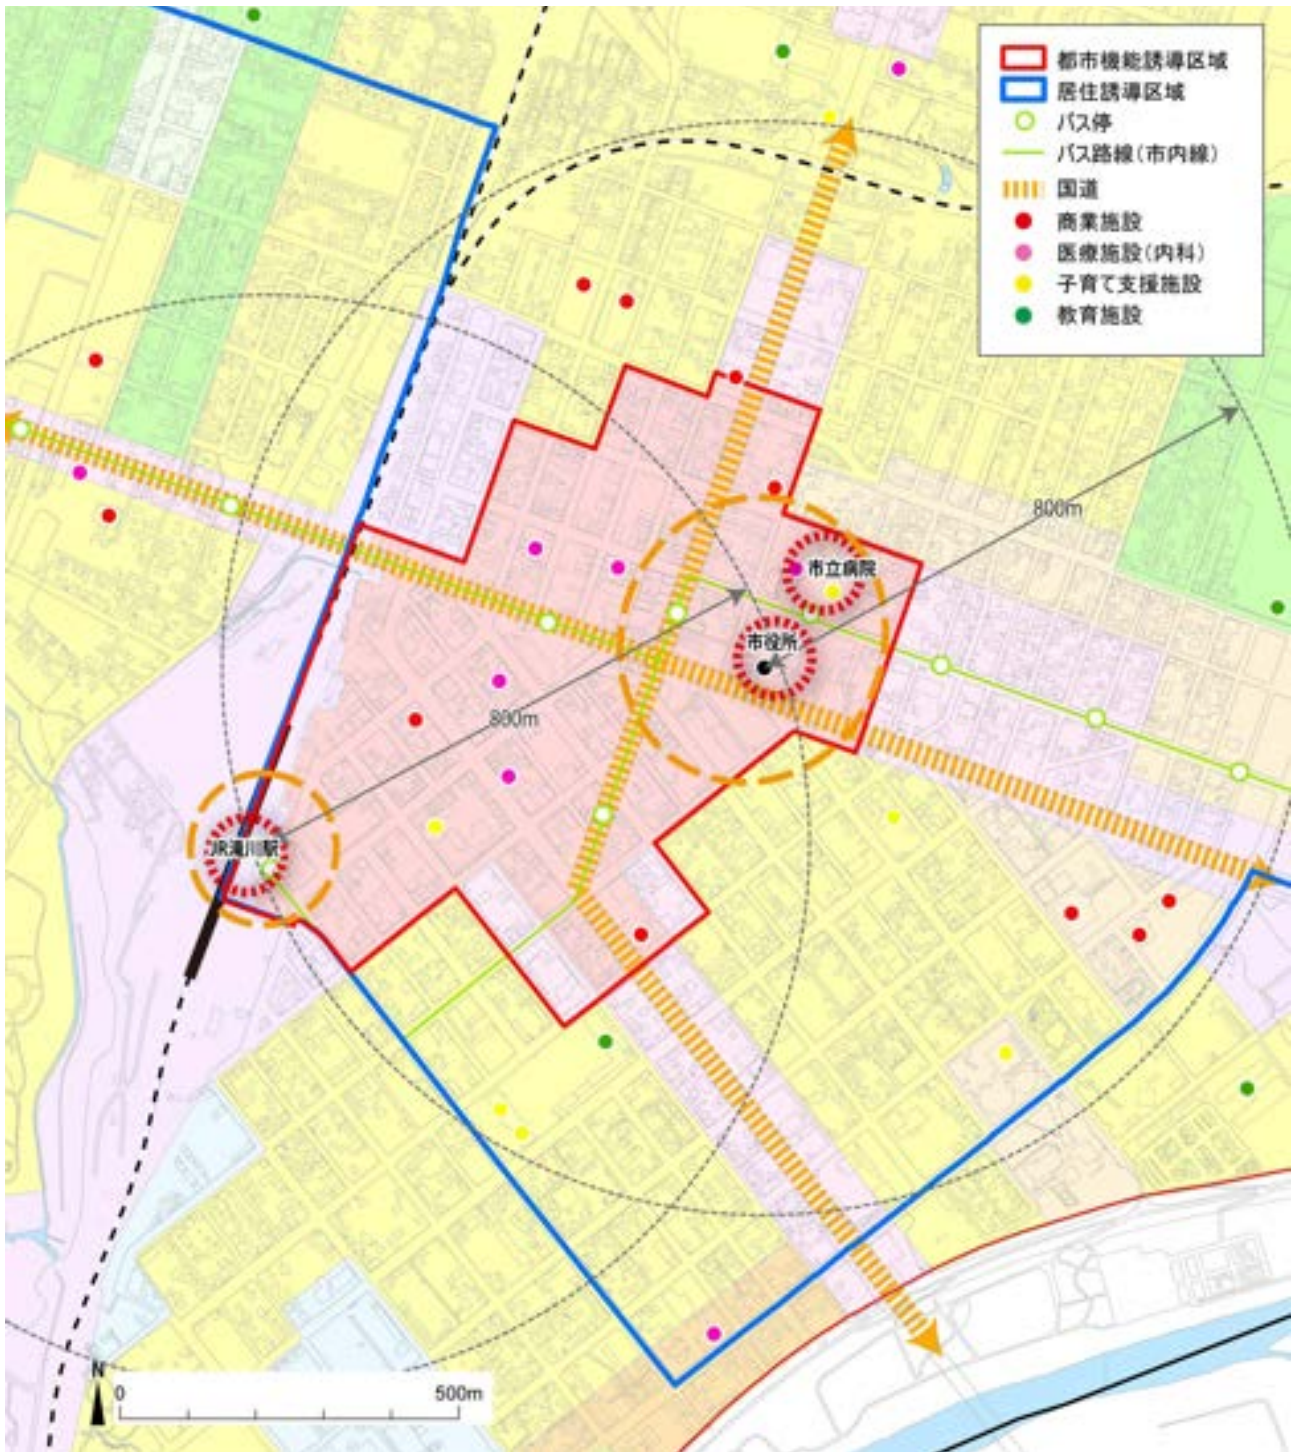 都市機能誘導区域
居住誘導区域
バス停
バス路線(市内線)
国道
商業施設
医療施設(内科)
子育て支援施設
教育施設
800m
市立病院
市役所
800m
JR滝川駅
N
0 500m